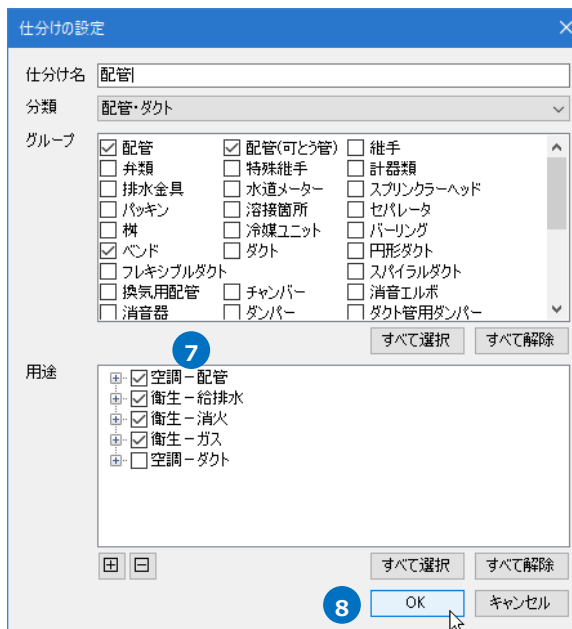 仕分けの設定
仕分け名 配管
分類 配管・ダクト
グループ 配管 配管(可とう管) 継手
弁類 特殊継手 計器類
排水金具 水道メーター スプリンクラーヘッド
パッキン 溶接箇所 セパレータ
桝 冷媒ユニット バーリング
ベンド ダクト 円形ダクト
フレキシブルダクト スパイラルダクト
換気用配管 チャンバー 消音エルボ
消音器 ダンパー ダクト管用ダンパー
すべて選択 すべて解除
7
用途 空調－配管
衛生－給排水
衛生－消火
衛生－ガス
空調－ダクト
すべて選択 すべて解除
8 OK キャンセル